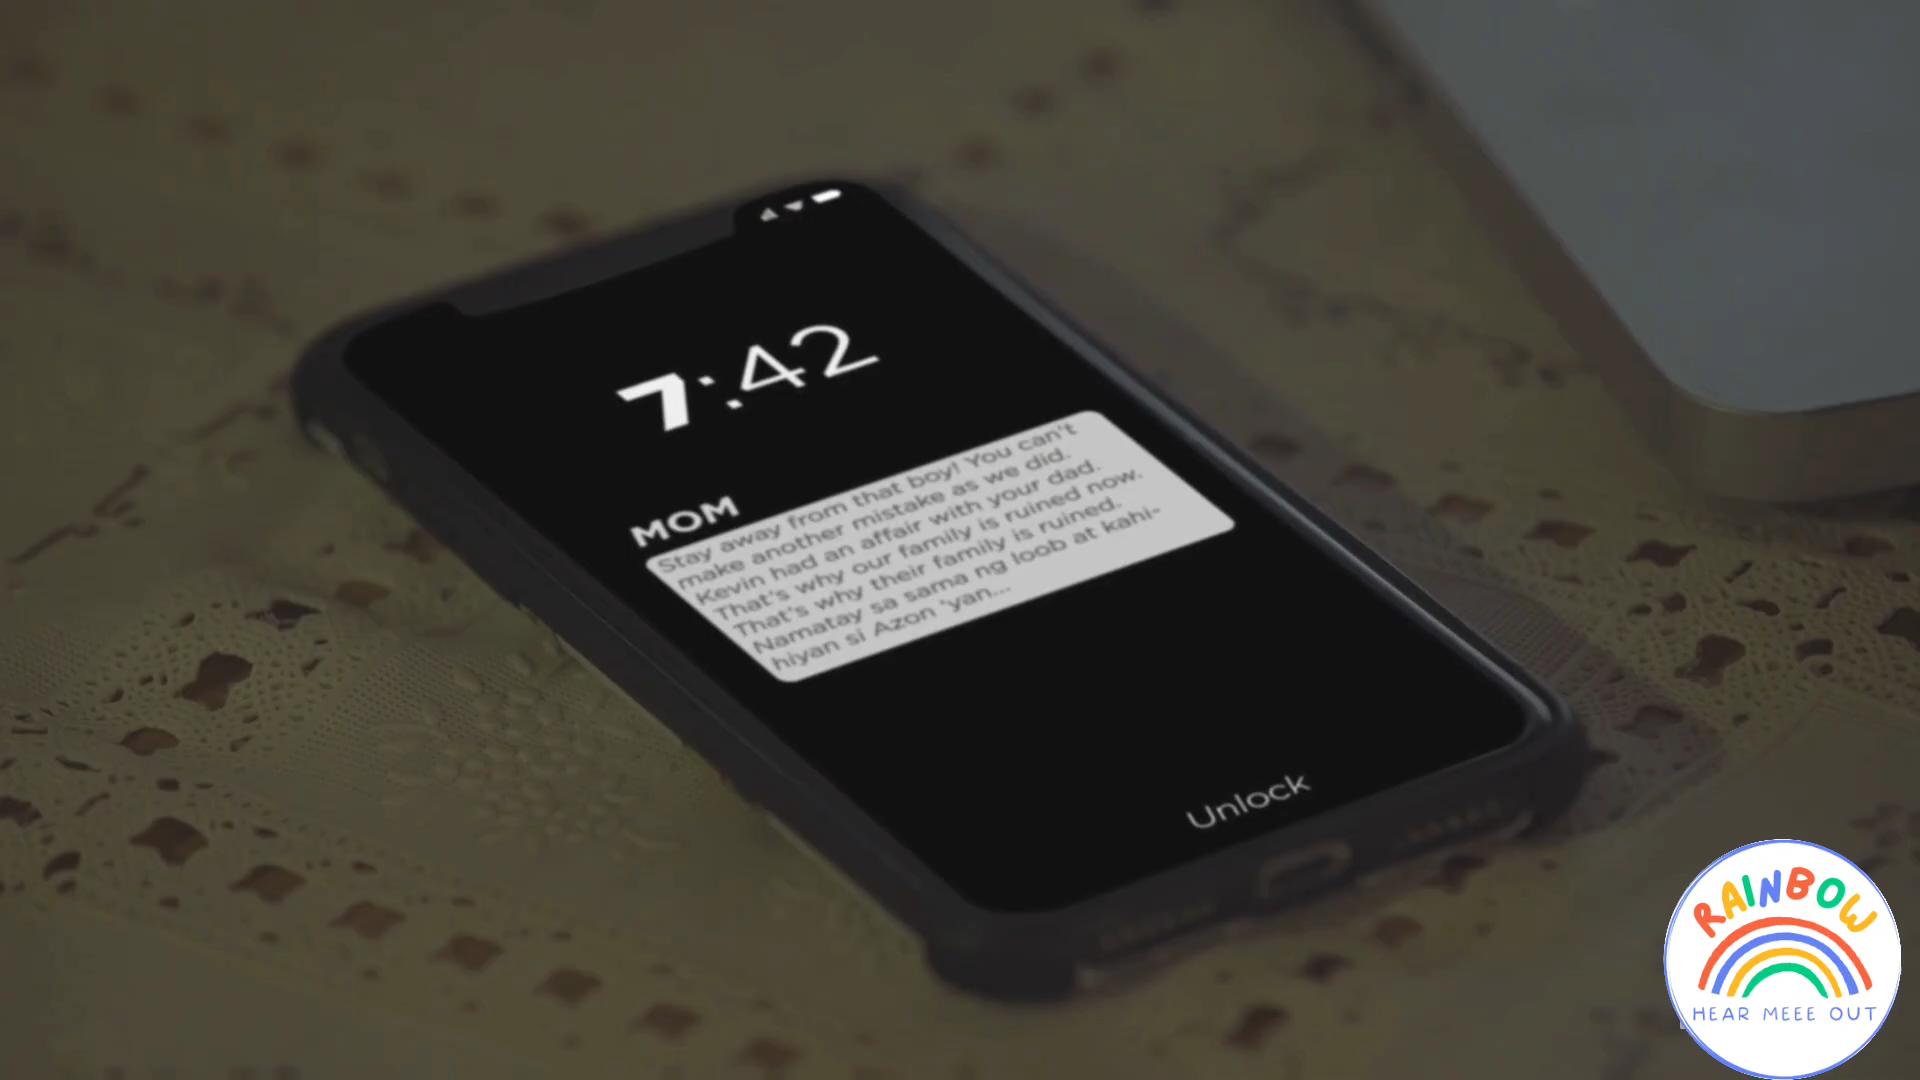 7:42
MOM
Stay away from that boy! You can't
make another mistake as we did.
Kevin had an affair with your dad.
That's why our family is ruined now.
That's why their family is ruined.
Namatay sa sama ng loob at kahi-
hiyan si Azon 'yan...
Unlock
RAINBOW
HEAR MEEE OUT